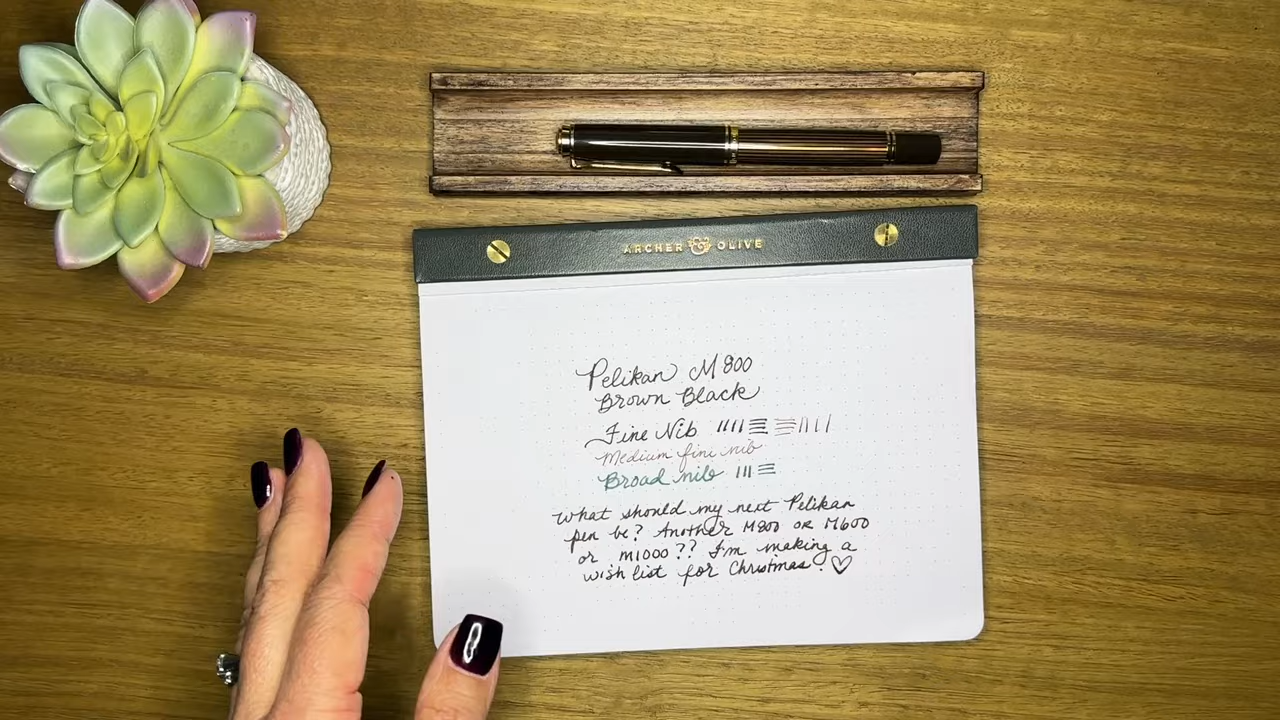 ARCHER & OLIVE
Pelikan M800
Brown Black
Fine Nib
Medium fine nib
Broad nib
What should my next Pelikan
pen be? Another M800 OR M600
or M1000?? I'm making a
wish list for Christmas! ♡